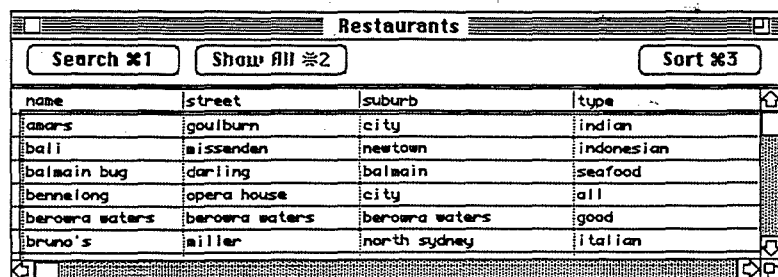 Restaurants
Search ⌘1 Show All ⌘2 Sort ⌘3
name street suburb type
amars goulburn city indian
bali missenden newtown indonesian
balmain bug darling balmain seafood
bennelong opera house city all
berowra waters berowra waters berowra waters good
bruno's miller north sydney italian